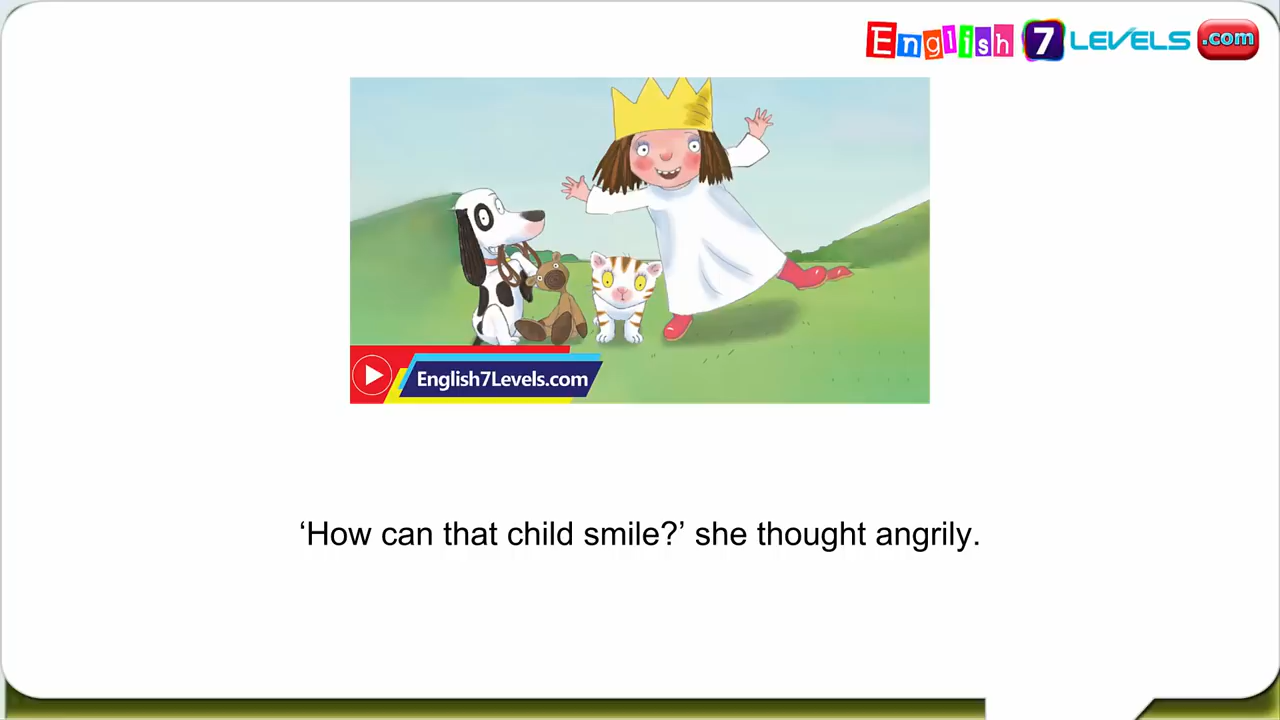 English 7 LEVELS .com
English7Levels.com
‘How can that child smile?’ she thought angrily.